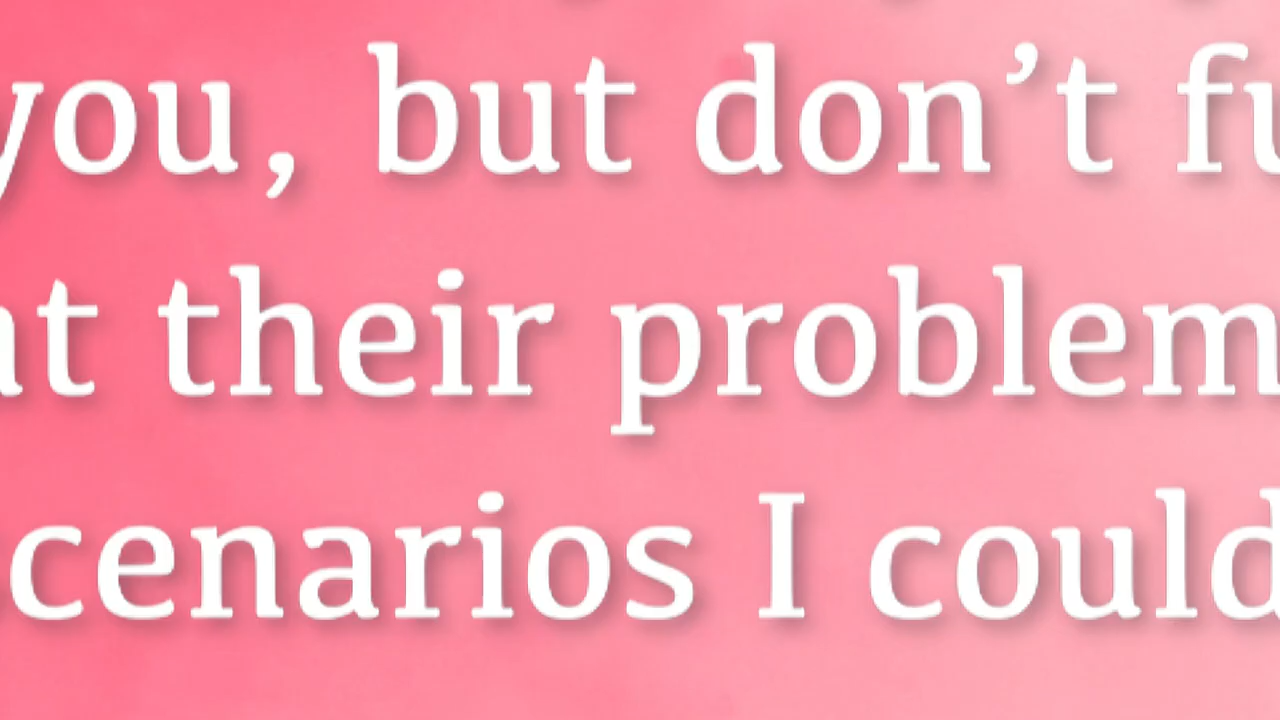 you, but don’t fu
at their problem
cenarios I could